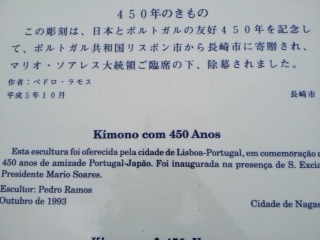 450年のきもの
この彫刻は、日本とポルトガルの友好450年を記念し
て、ポルトガル共和国リスボン市から長崎市に寄贈され、
マリオ・ソアレス大統領ご臨席の下、除幕されました。
作者：ペドロ・ラモス
平成5年10月 長崎市
Kimono com 450 Anos
Esta escultura foi oferecida pela cidade de Lisboa-Portugal, em comemoração a
450 anos de amizade Portugal-Japão. Foi inaugurada na presença de S. Excia
Presidente Mario Soares.
Escultor: Pedro Ramos
Outubro de 1993 Cidade de Nagas